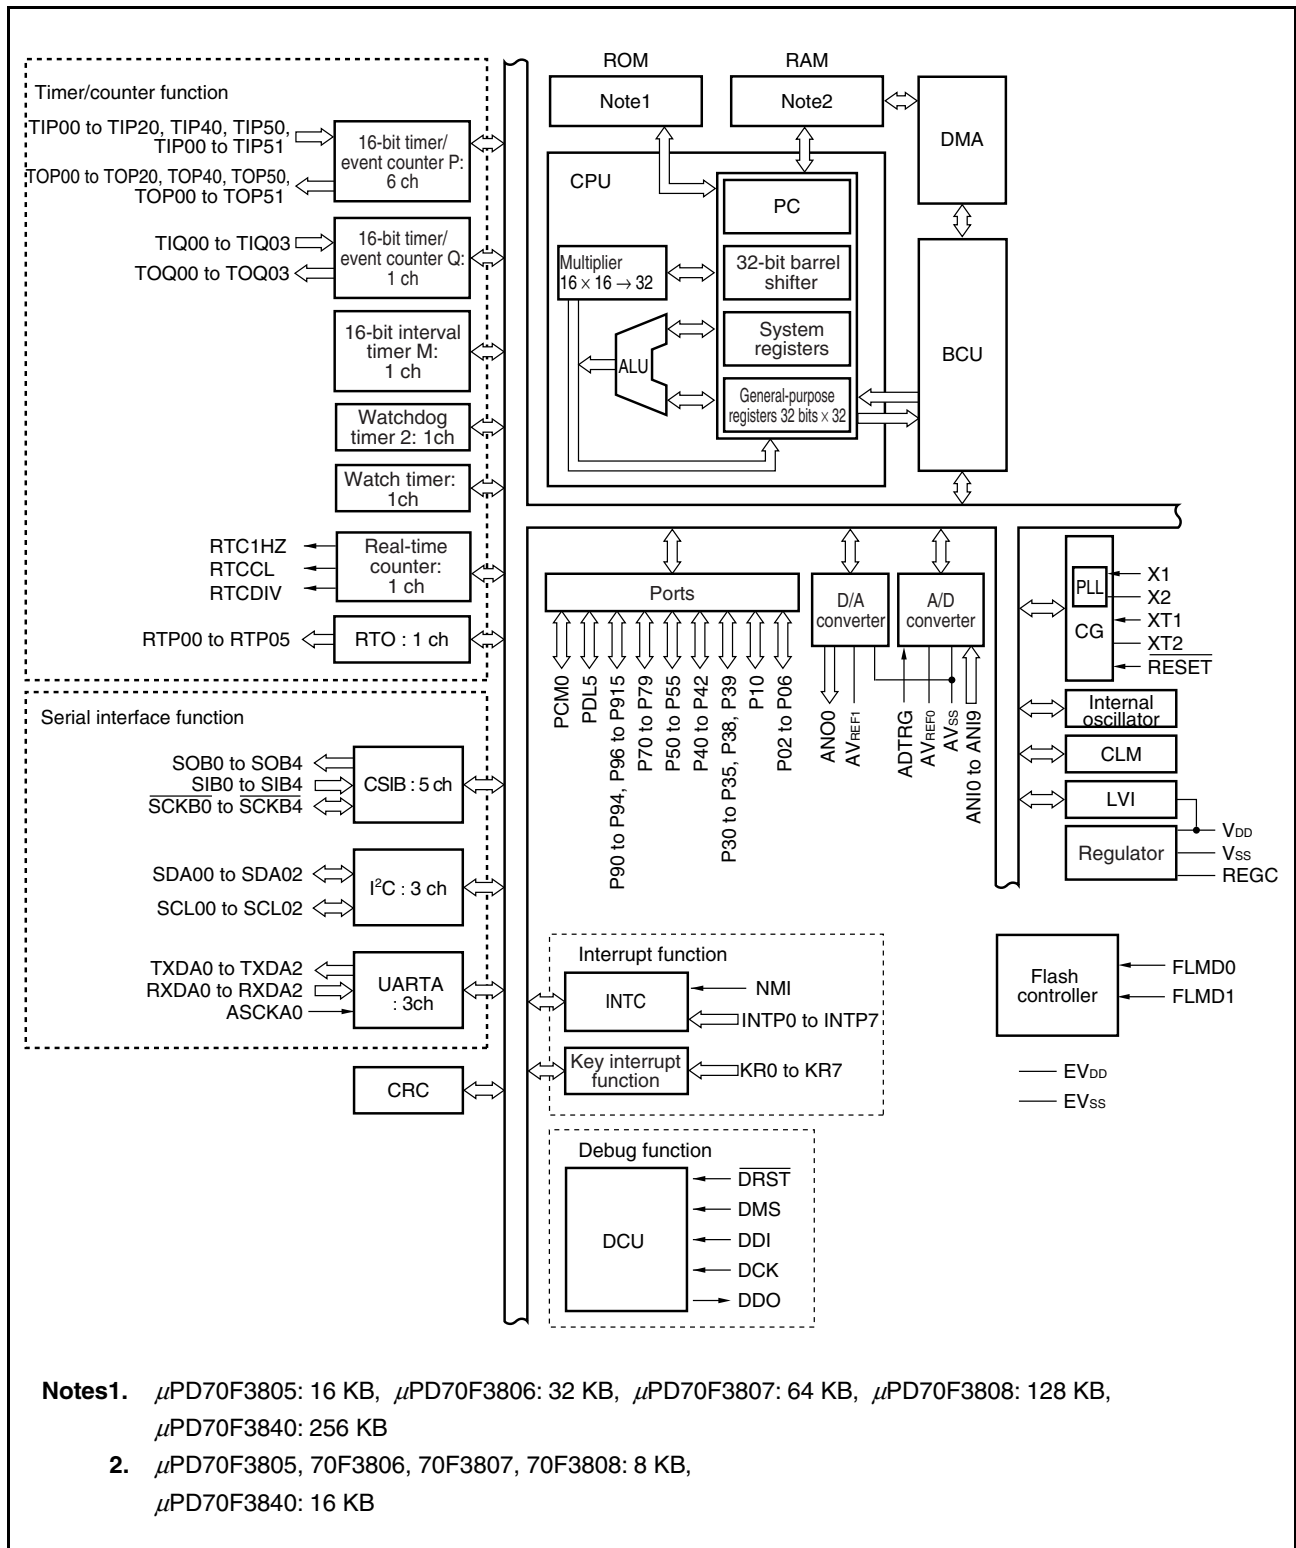 Timer/counter function
TIP00 to TIP20, TIP40, TIP50,
TIP00 to TIP51
TOP00 to TOP20, TOP40, TOP50,
TOP00 to TOP51
16-bit timer/
event counter P:
6 ch
TIQ00 to TIQ03
TOQ00 to TOQ03
16-bit timer/
event counter Q:
1 ch
16-bit interval
timer M:
1 ch
Watchdog
timer 2: 1ch
Watch timer:
1ch
RTC1HZ
RTCCL
RTCDIV
Real-time
counter:
1 ch
RTP00 to RTP05
RTO : 1 ch
Serial interface function
SOB0 to SOB4
SIB0 to SIB4
S̅C̅K̅B̅0̅ to S̅C̅K̅B̅4̅
CSIB : 5 ch
SDA00 to SDA02
SCL00 to SCL02
I²C : 3 ch
TXDA0 to TXDA2
RXDA0 to RXDA2
ASCKA0
UARTA
: 3ch
CRC
ROM
Note1
RAM
Note2
DMA
CPU
PC
Multiplier
16 × 16 → 32
32-bit barrel
shifter
ALU
System
registers
General-purpose
registers 32 bits × 32
BCU
Ports
PCM0
PDL5
P90 to P94, P96 to P915
P70 to P79
P50 to P55
P40 to P42
P30 to P35, P38, P39
P10
P02 to P06
D/A
converter
ANO0
AVREF1
A/D
converter
ADTRG
AVREF0
AVSS
ANI0 to ANI9
PLL
CG
X1
X2
XT1
XT2
R̅E̅S̅E̅T̅
Internal
oscillator
CLM
LVI
Regulator
VDD
VSS
REGC
Interrupt function
INTC
NMI
INTP0 to INTP7
Key interrupt
function
KR0 to KR7
Flash
controller
FLMD0
FLMD1
EVDD
EVSS
Debug function
DCU
D̅R̅S̅T̅
DMS
DDI
DCK
DDO
Notes1. μPD70F3805: 16 KB, μPD70F3806: 32 KB, μPD70F3807: 64 KB, μPD70F3808: 128 KB,
μPD70F3840: 256 KB
2. μPD70F3805, 70F3806, 70F3807, 70F3808: 8 KB,
μPD70F3840: 16 KB